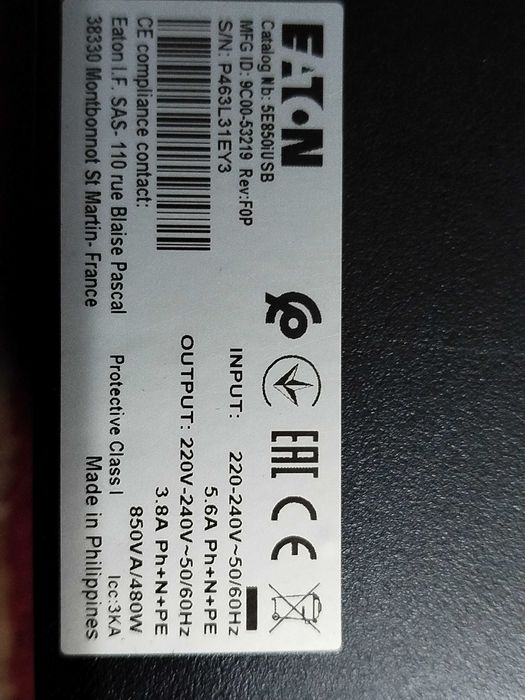 EATON
Catalog Nb: 5E850iUSB
MFG ID: 9C00-53219 Rev:F0P
S/N: P463L31EY3
CE compliance contact:
Eaton I.F. SAS- 110 rue Blaise Pascal
38330 Montbonnot St Martin- France
EAC CE
INPUT: 220-240V~50/60Hz
5.6A Ph+N+PE
OUTPUT: 220V-240V~50/60Hz
3.8A Ph+N+PE
850VA/480W
Protective Class I Icc:3KA
Made in Philippines